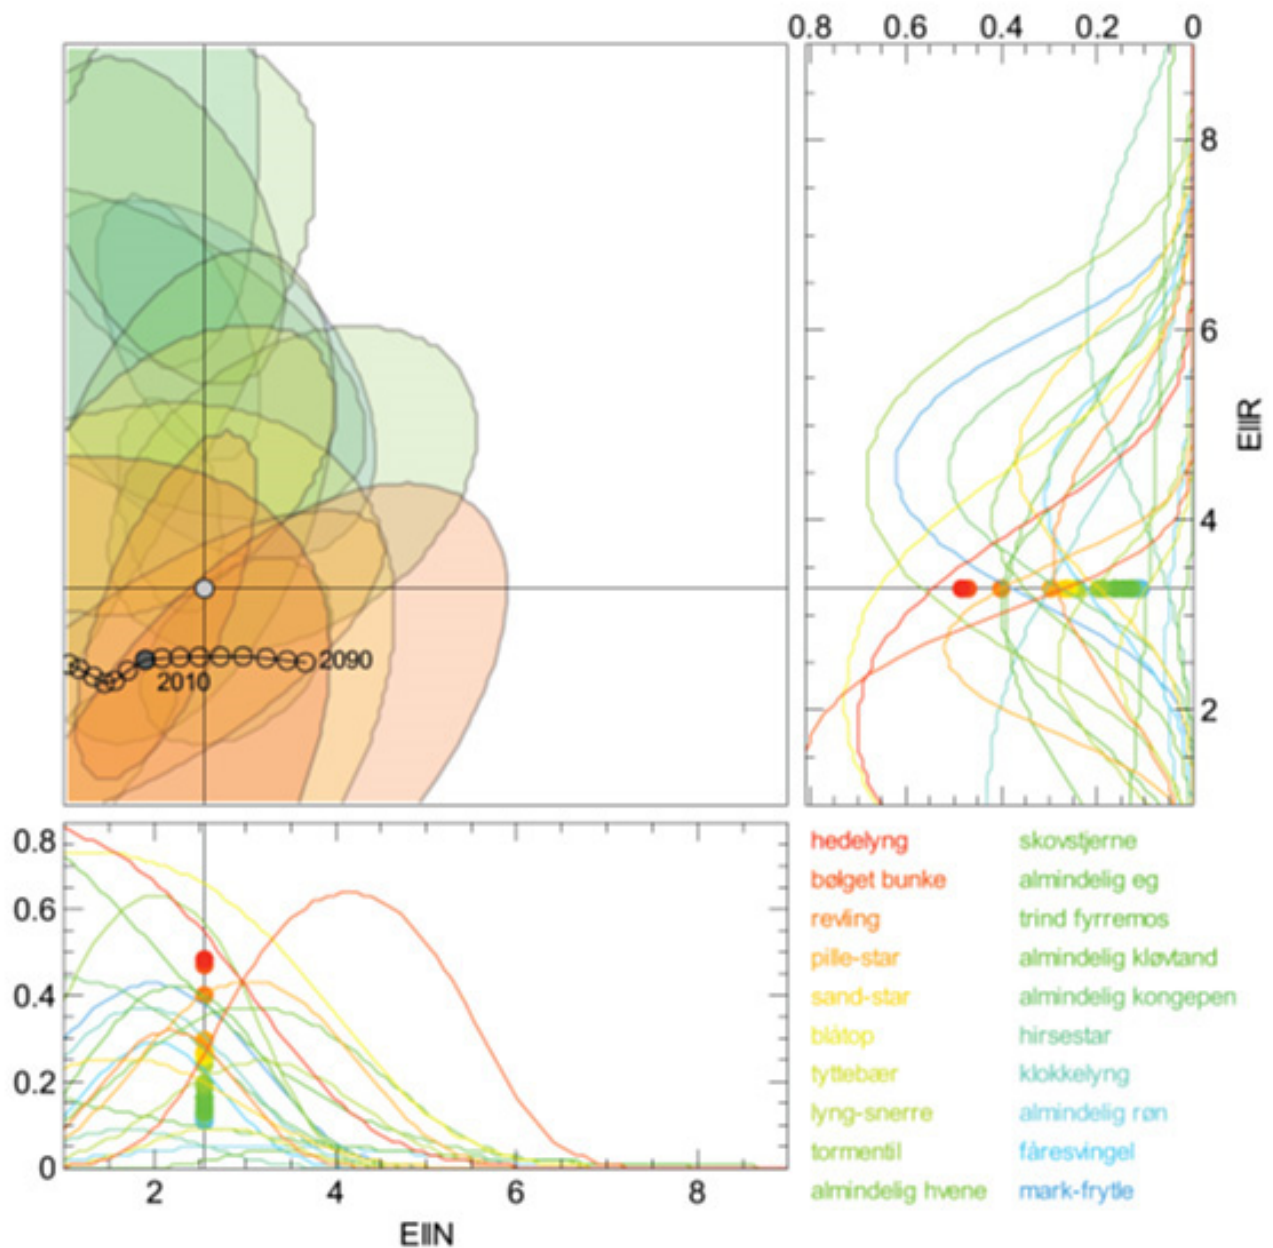 0.8 0.6 0.4 0.2 0
8
6
EIIR
4
2
2090
2010
0.8
0.6
0.4
0.2
0
2 4 6 8
EIIN
hedelyng skovstjerne
bølget bunke almindelig eg
revling trind fyrremos
pille-star almindelig kløvtand
sand-star almindelig kongepen
blåtop hirsestar
tyttebær klokkelyng
lyng-snerre almindelig røn
tormentil fåresvingel
almindelig hvene mark-frytle